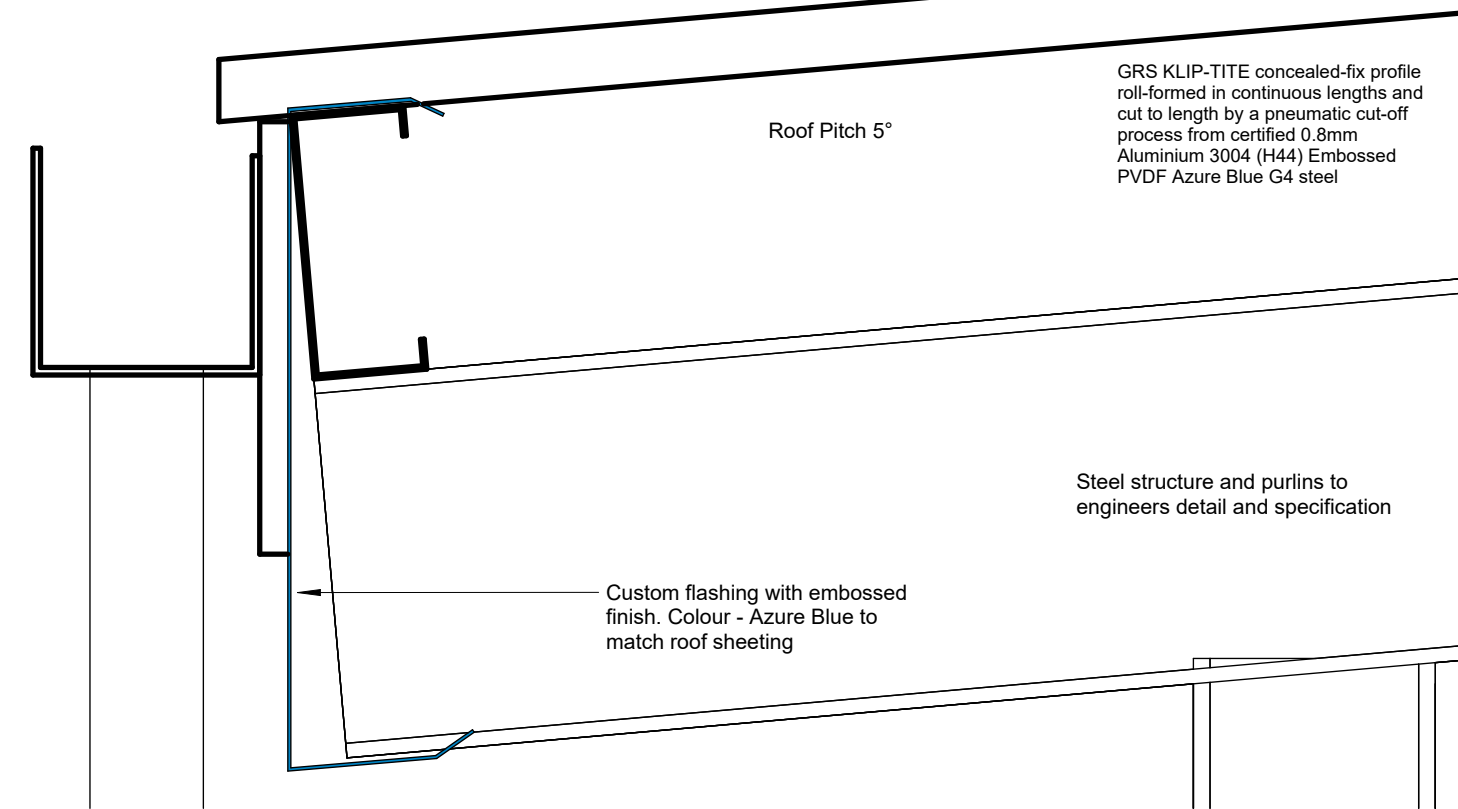 GRS KLIP-TITE concealed-fix profile
roll-formed in continuous lengths and
cut to length by a pneumatic cut-off
process from certified 0.8mm
Aluminium 3004 (H44) Embossed
PVDF Azure Blue G4 steel
Roof Pitch 5°
Steel structure and purlins to
engineers detail and specification
Custom flashing with embossed
finish. Colour - Azure Blue to
match roof sheeting